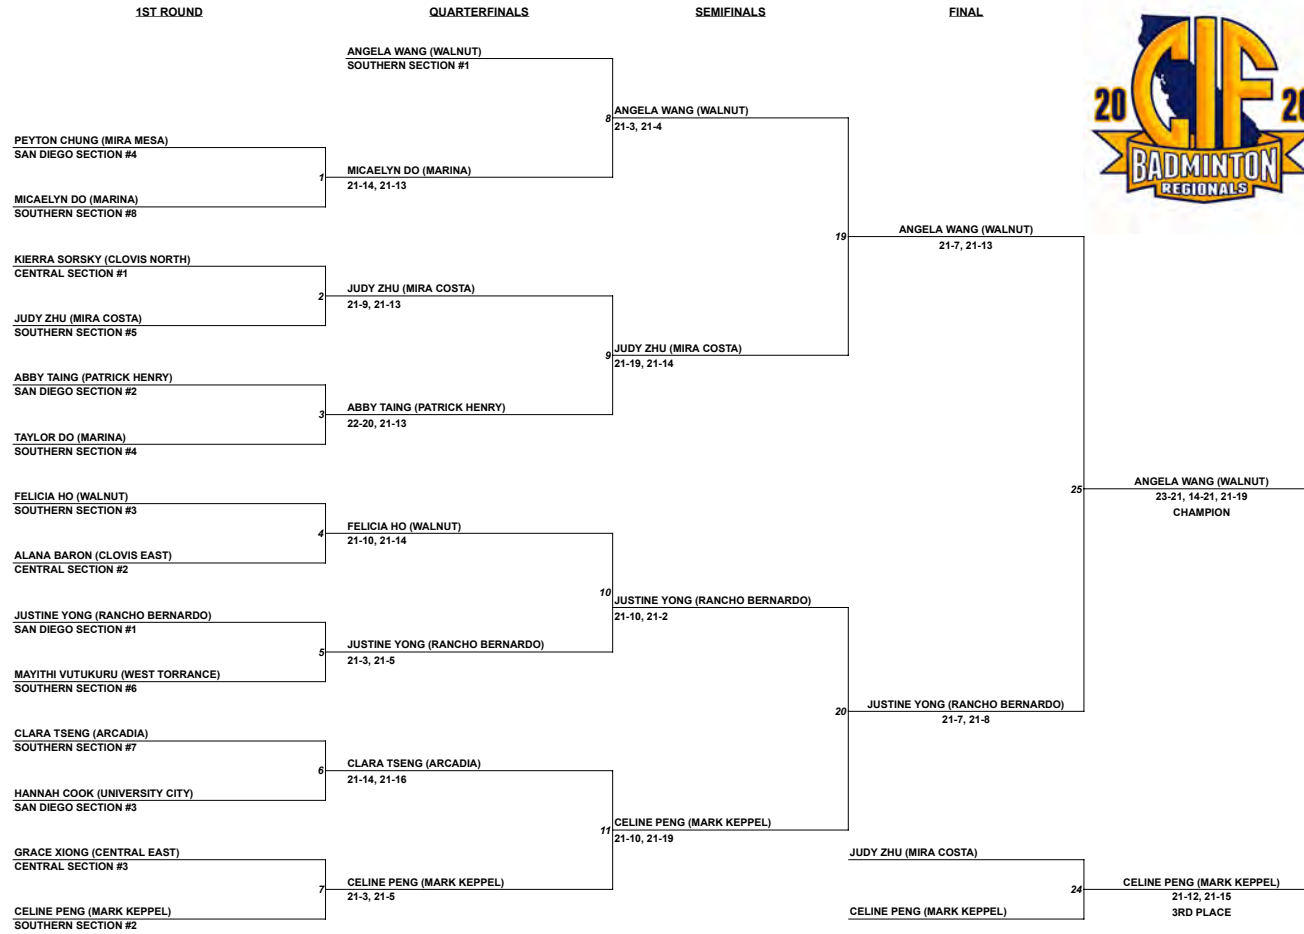 1ST ROUND
QUARTERFINALS
SEMIFINALS
FINAL
20 CIF 20
BADMINTON
REGIONALS
ANGELA WANG (WALNUT)
SOUTHERN SECTION #1
8
ANGELA WANG (WALNUT)
21-3, 21-4
PEYTON CHUNG (MIRA MESA)
SAN DIEGO SECTION #4
1
MICAELYN DO (MARINA)
21-14, 21-13
MICAELYN DO (MARINA)
SOUTHERN SECTION #8
19
ANGELA WANG (WALNUT)
21-7, 21-13
KIERRA SORSKY (CLOVIS NORTH)
CENTRAL SECTION #1
2
JUDY ZHU (MIRA COSTA)
21-9, 21-13
JUDY ZHU (MIRA COSTA)
SOUTHERN SECTION #5
9
JUDY ZHU (MIRA COSTA)
21-19, 21-14
ABBY TAING (PATRICK HENRY)
SAN DIEGO SECTION #2
3
ABBY TAING (PATRICK HENRY)
22-20, 21-13
TAYLOR DO (MARINA)
SOUTHERN SECTION #4
25
ANGELA WANG (WALNUT)
23-21, 14-21, 21-19
CHAMPION
FELICIA HO (WALNUT)
SOUTHERN SECTION #3
4
FELICIA HO (WALNUT)
21-10, 21-14
ALANA BARON (CLOVIS EAST)
CENTRAL SECTION #2
10
JUSTINE YONG (RANCHO BERNARDO)
21-10, 21-2
JUSTINE YONG (RANCHO BERNARDO)
SAN DIEGO SECTION #1
5
JUSTINE YONG (RANCHO BERNARDO)
21-3, 21-5
MAYITHI VUTUKURU (WEST TORRANCE)
SOUTHERN SECTION #6
20
JUSTINE YONG (RANCHO BERNARDO)
21-7, 21-8
CLARA TSENG (ARCADIA)
SOUTHERN SECTION #7
6
CLARA TSENG (ARCADIA)
21-14, 21-16
HANNAH COOK (UNIVERSITY CITY)
SAN DIEGO SECTION #3
11
CELINE PENG (MARK KEPPEL)
21-10, 21-19
GRACE XIONG (CENTRAL EAST)
CENTRAL SECTION #3
7
CELINE PENG (MARK KEPPEL)
21-3, 21-5
CELINE PENG (MARK KEPPEL)
SOUTHERN SECTION #2
JUDY ZHU (MIRA COSTA)
24
CELINE PENG (MARK KEPPEL)
21-12, 21-15
3RD PLACE
CELINE PENG (MARK KEPPEL)